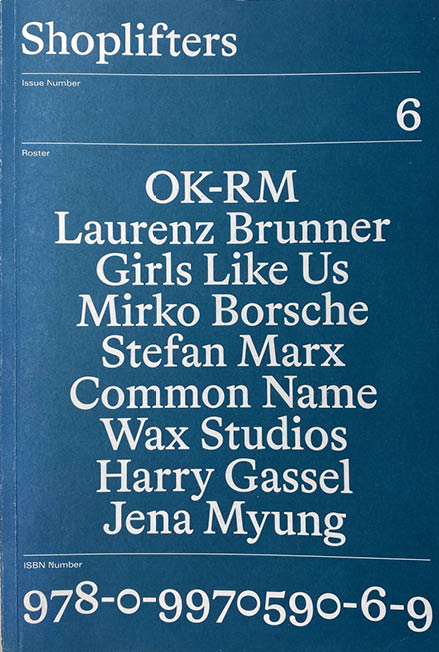 Shoplifters
Issue Number
6
Roster
OK-RM
Laurenz Brunner
Girls Like Us
Mirko Borsche
Stefan Marx
Common Name
Wax Studios
Harry Gassel
Jena Myung
ISBN Number
978-0-9970590-6-9